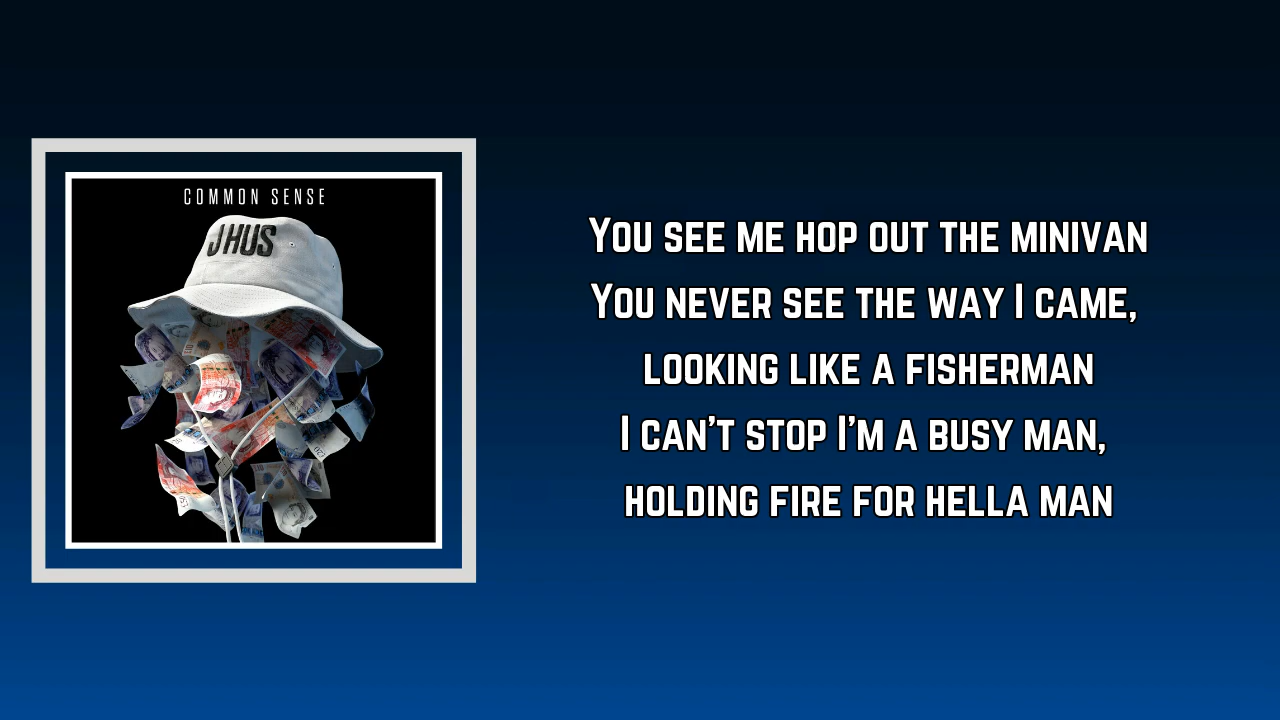 COMMON SENSE
JHUS
YOU SEE ME HOP OUT THE MINIVAN
YOU NEVER SEE THE WAY I CAME,
LOOKING LIKE A FISHERMAN
I CAN'T STOP I'M A BUSY MAN,
HOLDING FIRE FOR HELLA MAN